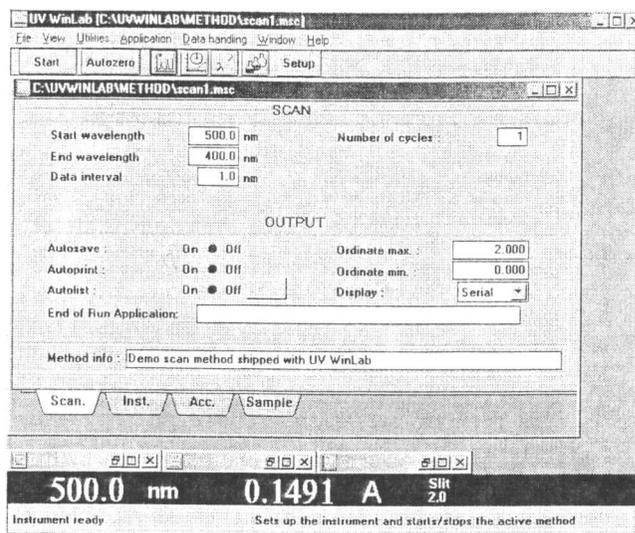 UV WinLab [C:\UVWINLAB\METHOD\scan1.msc]
File View Utilities Application Data handling Window Help
Start Autozero Setup
C:\UVWINLAB\METHOD\scan1.msc
SCAN
Start wavelength 500.0 nm Number of cycles : 1
End wavelength 400.0 nm
Data interval 1.0 nm
OUTPUT
Autosave : On Off Ordinate max. : 2.000
Autoprint : On Off Ordinate min. : 0.000
Autolist : On Off Display : Serial
End of Run Application:
Method info : Demo scan method shipped with UV WinLab
Scan. Inst. Acc. Sample
500.0 nm 0.1491 A Slit 2.0
Instrument ready Sets up the instrument and starts/stops the active method